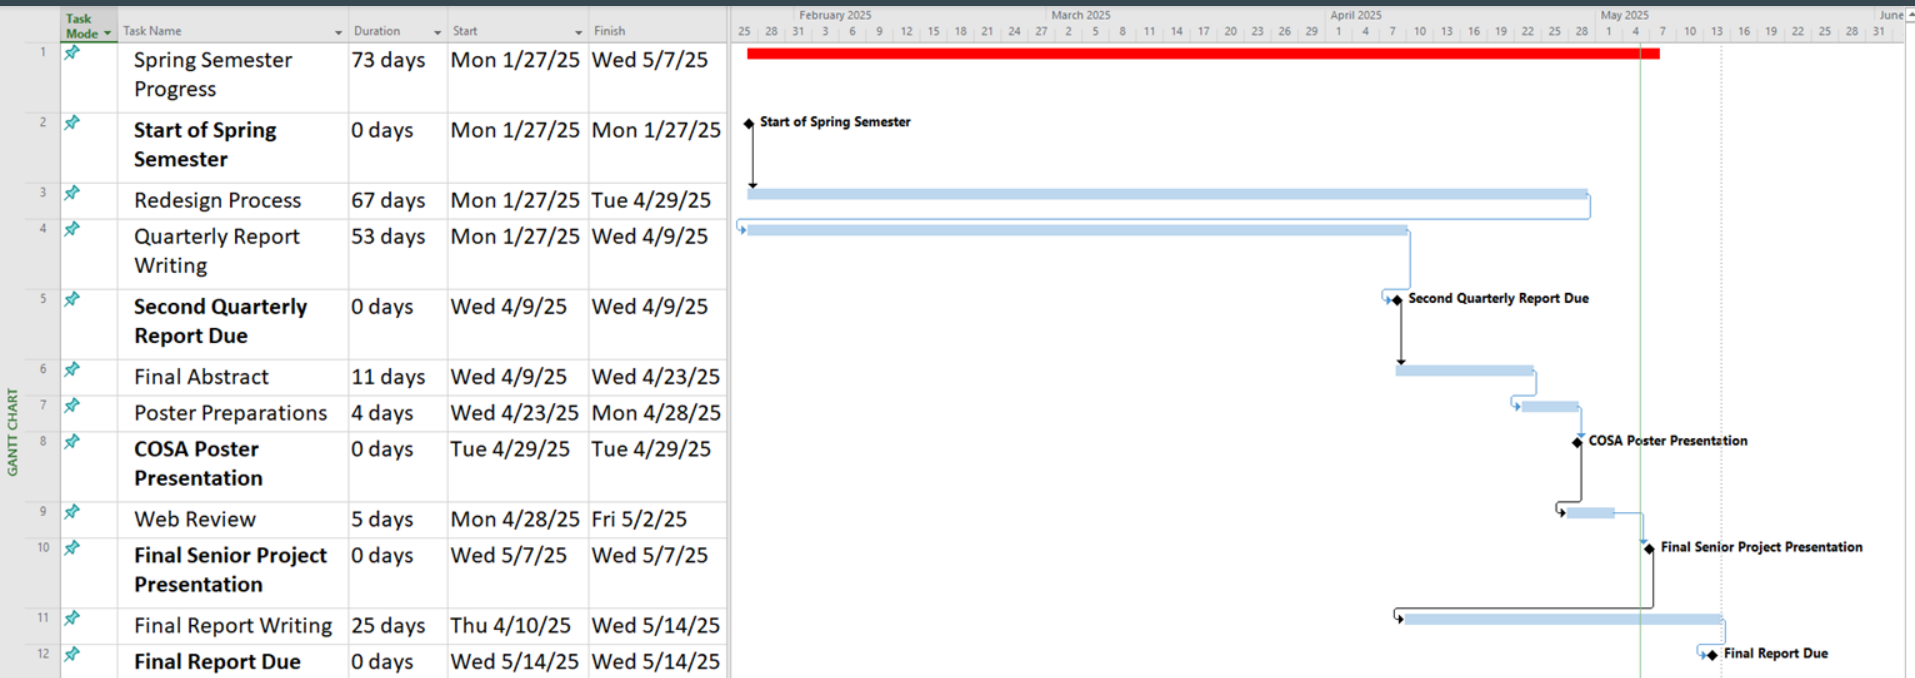 Task Mode Task Name Duration Start Finish
1 Spring Semester Progress 73 days Mon 1/27/25 Wed 5/7/25
2 Start of Spring Semester 0 days Mon 1/27/25 Mon 1/27/25
3 Redesign Process 67 days Mon 1/27/25 Tue 4/29/25
4 Quarterly Report Writing 53 days Mon 1/27/25 Wed 4/9/25
5 Second Quarterly Report Due 0 days Wed 4/9/25 Wed 4/9/25
6 Final Abstract 11 days Wed 4/9/25 Wed 4/23/25
7 Poster Preparations 4 days Wed 4/23/25 Mon 4/28/25
8 COSA Poster Presentation 0 days Tue 4/29/25 Tue 4/29/25
9 Web Review 5 days Mon 4/28/25 Fri 5/2/25
10 Final Senior Project Presentation 0 days Wed 5/7/25 Wed 5/7/25
11 Final Report Writing 25 days Thu 4/10/25 Wed 5/14/25
12 Final Report Due 0 days Wed 5/14/25 Wed 5/14/25
GANTT CHART
February 2025 March 2025 April 2025 May 2025 June
25 28 31 3 6 9 12 15 18 21 24 27 2 5 8 11 14 17 20 23 26 29 1 4 7 10 13 16 19 22 25 28 1 4 7 10 13 16 19 22 25 28 31
Start of Spring Semester
Second Quarterly Report Due
COSA Poster Presentation
Final Senior Project Presentation
Final Report Due